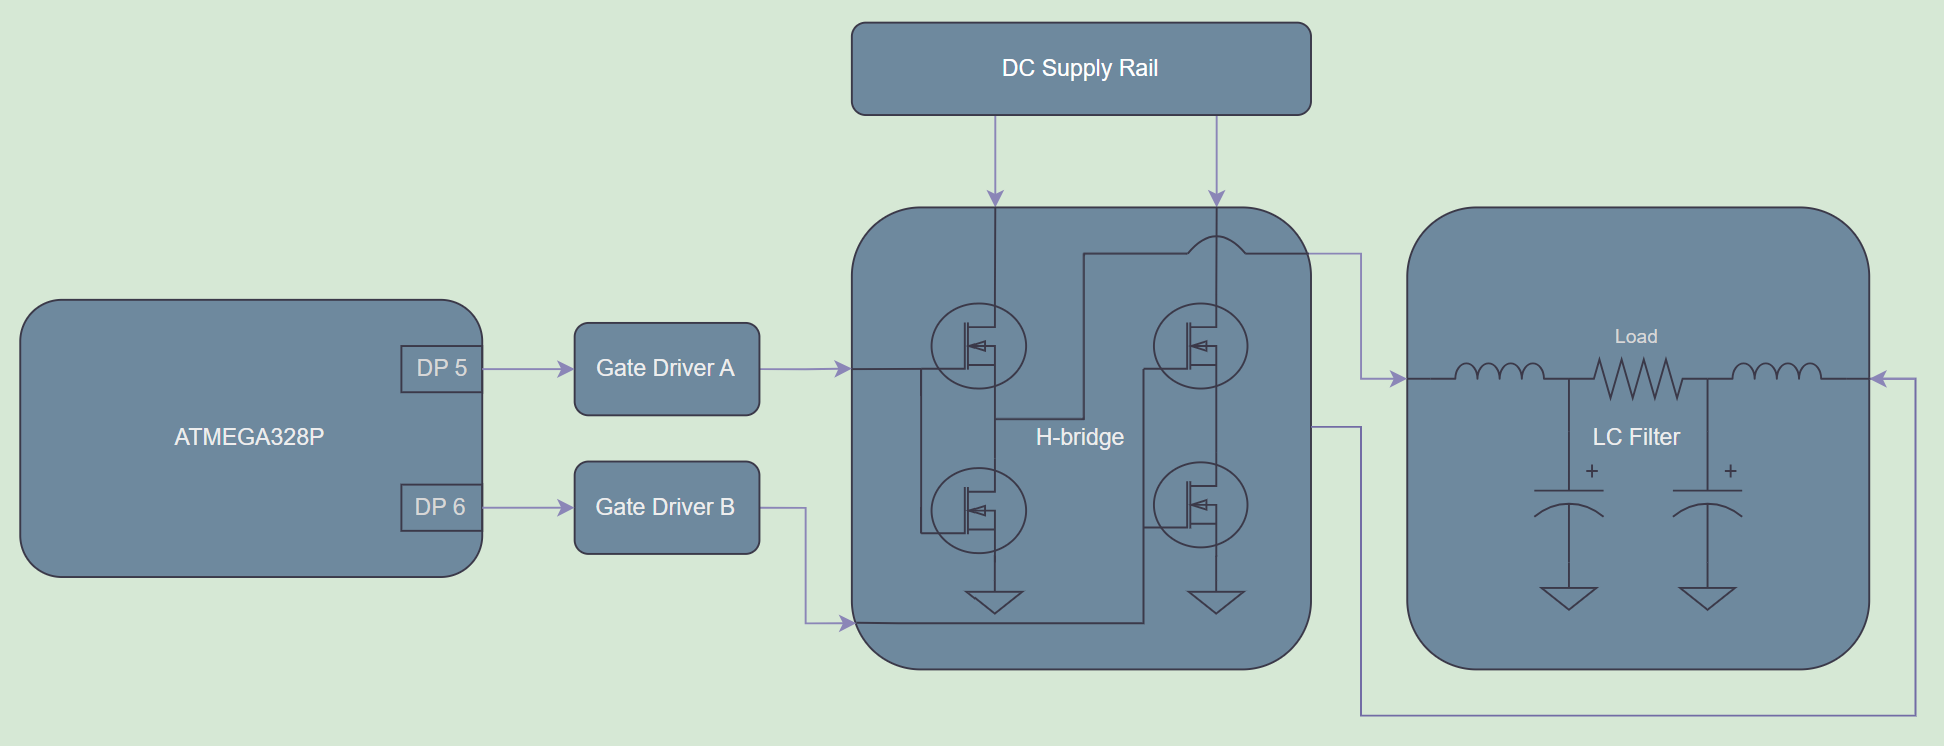 DC Supply Rail
DP 5
Gate Driver A
Load
ATMEGA328P
H-bridge
LC Filter
+
+
DP 6
Gate Driver B